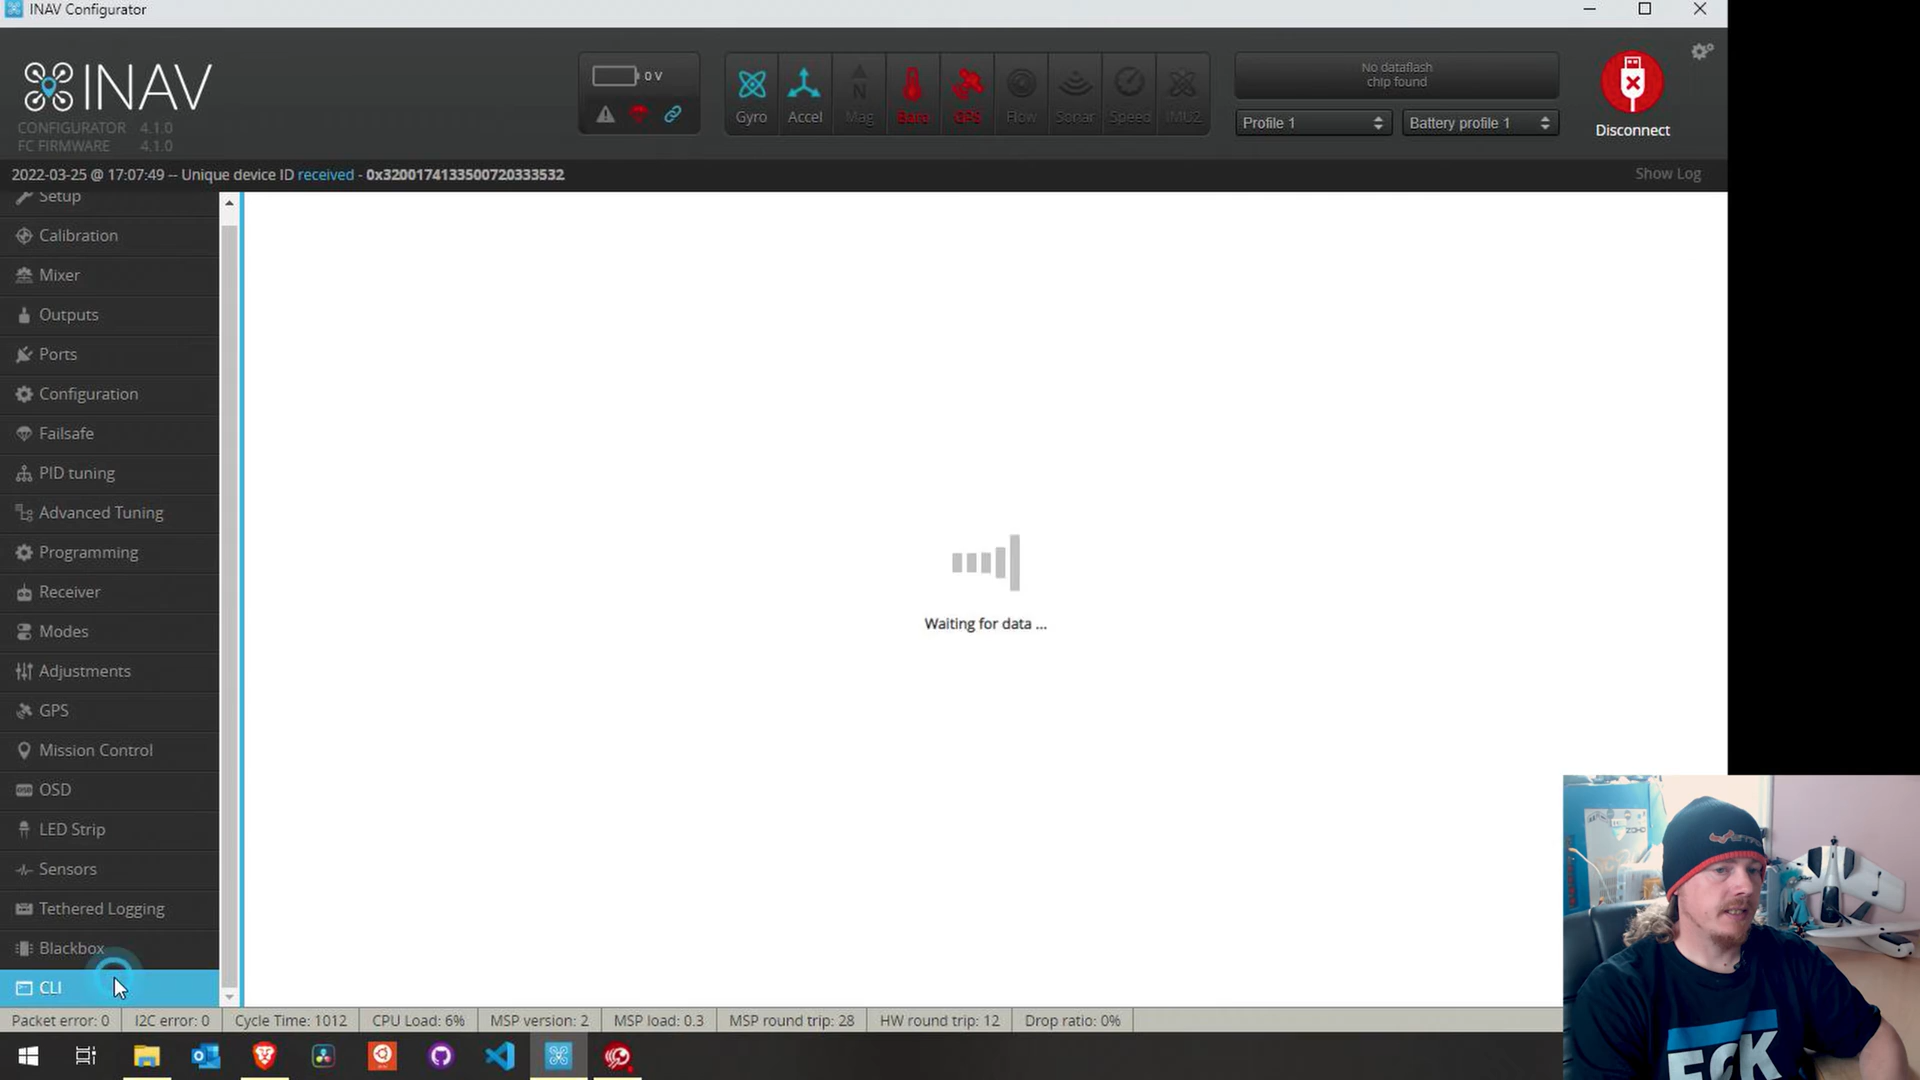 INAV Configurator
INAV
CONFIGURATOR 4.1.0
FC FIRMWARE 4.1.0
0 V
Gyro
Accel
Mag
Baro
GPS
Flow
Sonar
Speed
IMU2
No dataflash
chip found
Profile 1
Battery profile 1
Disconnect
2022-03-25 @ 17:07:49 -- Unique device ID received - 0x3200174133500720333532
Show Log
Setup
Calibration
Mixer
Outputs
Ports
Configuration
Failsafe
PID tuning
Advanced Tuning
Programming
Receiver
Modes
Adjustments
GPS
Mission Control
OSD
LED Strip
Sensors
Tethered Logging
Blackbox
CLI
Waiting for data ...
Packet error: 0
I2C error: 0
Cycle Time: 1012
CPU Load: 6%
MSP version: 2
MSP load: 0.3
MSP round trip: 28
HW round trip: 12
Drop ratio: 0%